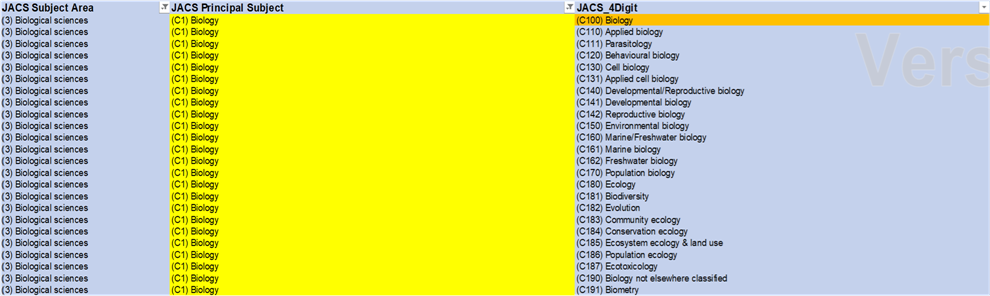 JACS Subject Area JACS Principal Subject JACS_4Digit
(3) Biological sciences (C1) Biology (C100) Biology
(3) Biological sciences (C1) Biology (C110) Applied biology
(3) Biological sciences (C1) Biology (C111) Parasitology
(3) Biological sciences (C1) Biology (C120) Behavioural biology
(3) Biological sciences (C1) Biology (C130) Cell biology
(3) Biological sciences (C1) Biology (C131) Applied cell biology
(3) Biological sciences (C1) Biology (C140) Developmental/Reproductive biology
(3) Biological sciences (C1) Biology (C141) Developmental biology
(3) Biological sciences (C1) Biology (C142) Reproductive biology
(3) Biological sciences (C1) Biology (C150) Environmental biology
(3) Biological sciences (C1) Biology (C160) Marine/Freshwater biology
(3) Biological sciences (C1) Biology (C161) Marine biology
(3) Biological sciences (C1) Biology (C162) Freshwater biology
(3) Biological sciences (C1) Biology (C170) Population biology
(3) Biological sciences (C1) Biology (C180) Ecology
(3) Biological sciences (C1) Biology (C181) Biodiversity
(3) Biological sciences (C1) Biology (C182) Evolution
(3) Biological sciences (C1) Biology (C183) Community ecology
(3) Biological sciences (C1) Biology (C184) Conservation ecology
(3) Biological sciences (C1) Biology (C185) Ecosystem ecology & land use
(3) Biological sciences (C1) Biology (C186) Population ecology
(3) Biological sciences (C1) Biology (C187) Ecotoxicology
(3) Biological sciences (C1) Biology (C190) Biology not elsewhere classified
(3) Biological sciences (C1) Biology (C191) Biometry
Vers